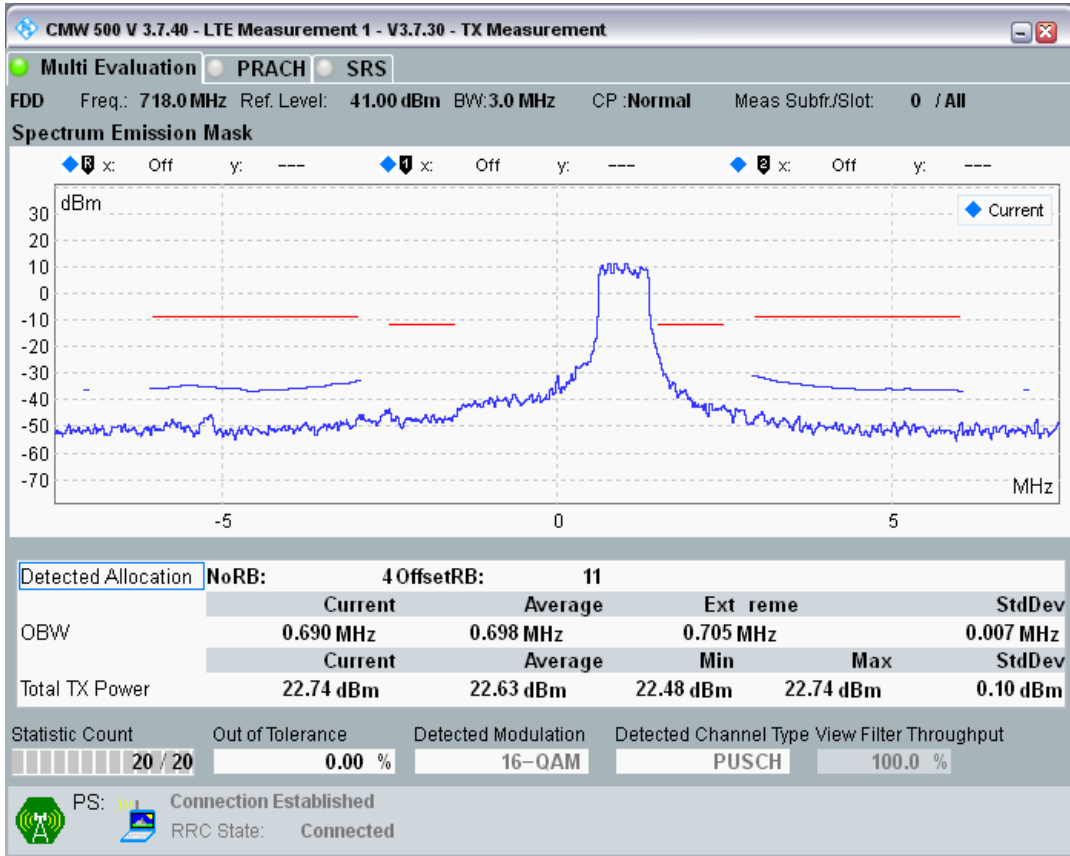 CMW 500 V 3.7.40 - LTE Measurement 1 - V3.7.30 - TX Measurement
Multi Evaluation PRACH SRS
FDD Freq.: 718.0 MHz Ref. Level: 41.00 dBm BW: 3.0 MHz CP :Normal Meas Subfr./Slot: 0 / All
Spectrum Emission Mask
R x: Off y: --- 1 x: Off y: --- 2 x: Off y: ---
dBm
Current
30
20
10
0
-10
-20
-30
-40
-50
-60
-70
MHz
-5 0 5
Detected Allocation NoRB: 4 OffsetRB: 11
Current Average Ext reme StdDev
OBW 0.690 MHz 0.698 MHz 0.705 MHz 0.007 MHz
Current Average Min Max StdDev
Total TX Power 22.74 dBm 22.63 dBm 22.48 dBm 22.74 dBm 0.10 dBm
Statistic Count Out of Tolerance Detected Modulation Detected Channel Type View Filter Throughput
20 / 20 0.00 % 16-QAM PUSCH 100.0 %
PS: Connection Established
RRC State: Connected